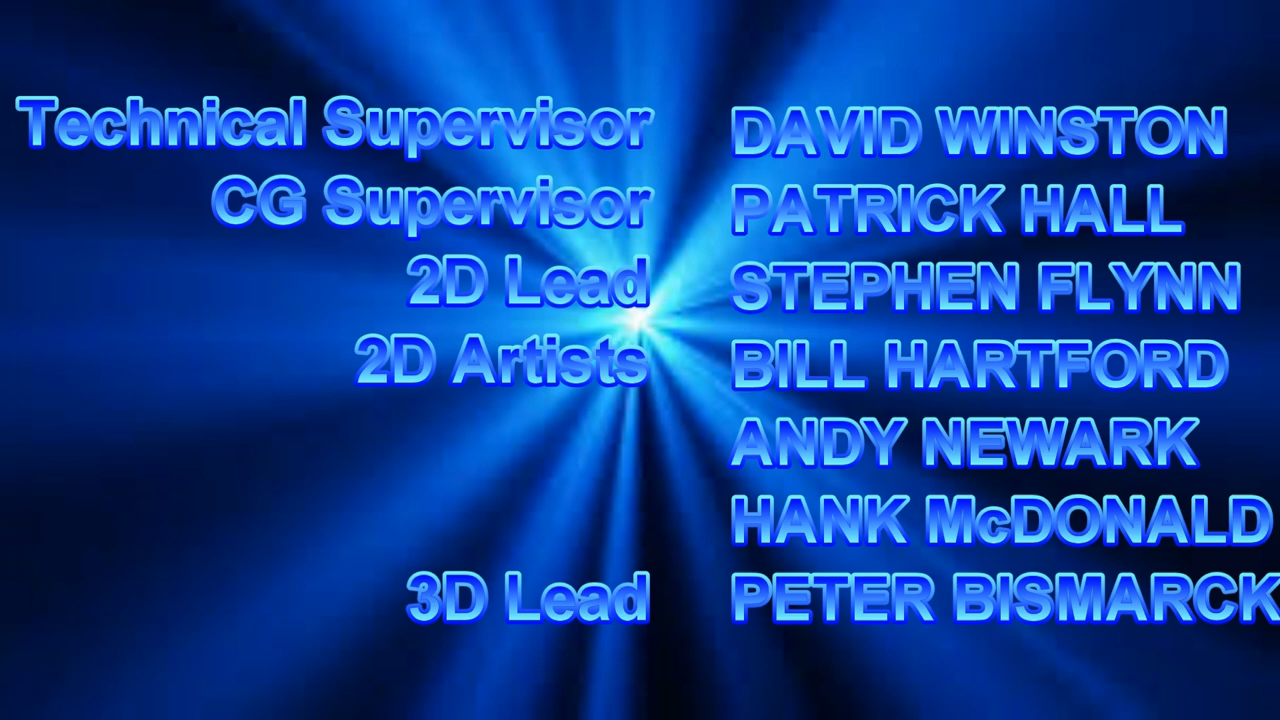 Technical Supervisor DAVID WINSTON
CG Supervisor PATRICK HALL
2D Lead STEPHEN FLYNN
2D Artists BILL HARTFORD
ANDY NEWARK
HANK McDONALD
3D Lead PETER BISMARCK